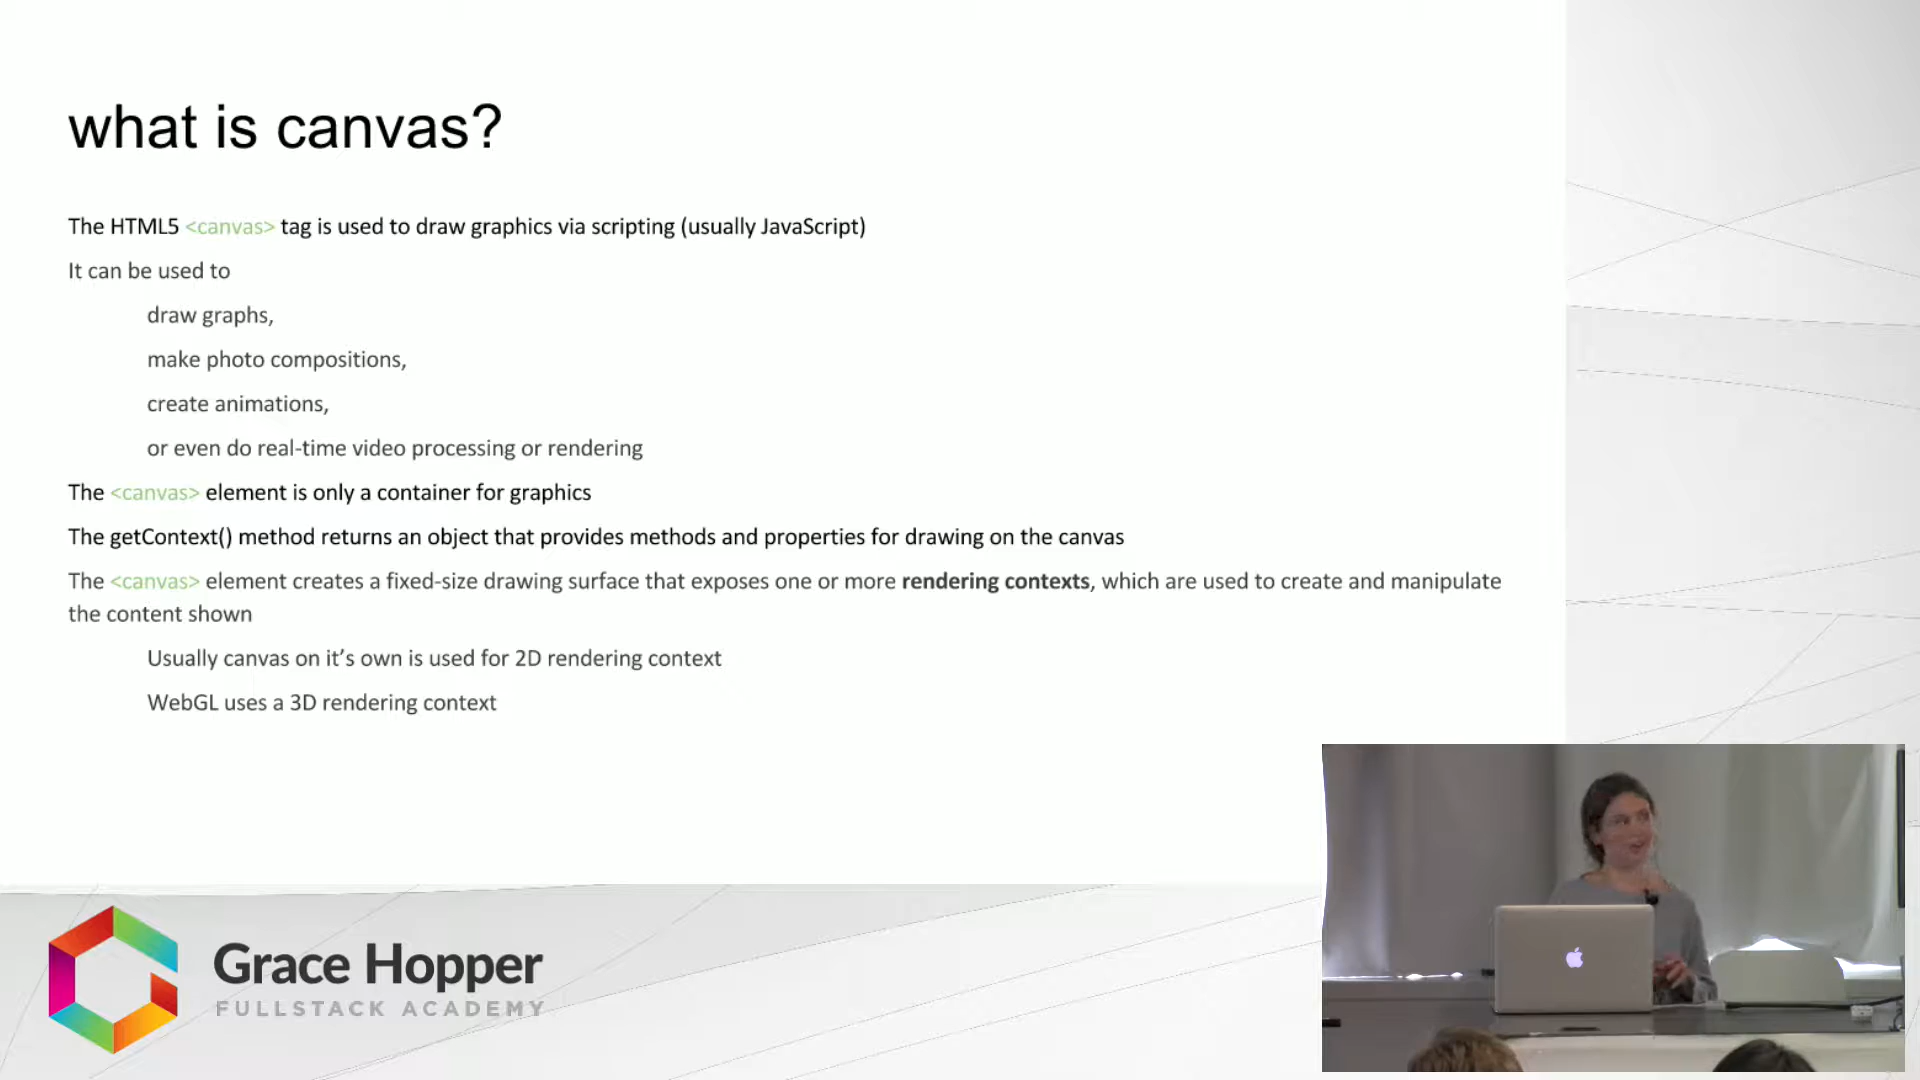 what is canvas?
The HTML5 <canvas> tag is used to draw graphics via scripting (usually JavaScript)
It can be used to
draw graphs,
make photo compositions,
create animations,
or even do real-time video processing or rendering
The <canvas> element is only a container for graphics
The getContext() method returns an object that provides methods and properties for drawing on the canvas
The <canvas> element creates a fixed-size drawing surface that exposes one or more rendering contexts, which are used to create and manipulate
the content shown
Usually canvas on it’s own is used for 2D rendering context
WebGL uses a 3D rendering context
Grace Hopper
FULLSTACK ACADEMY